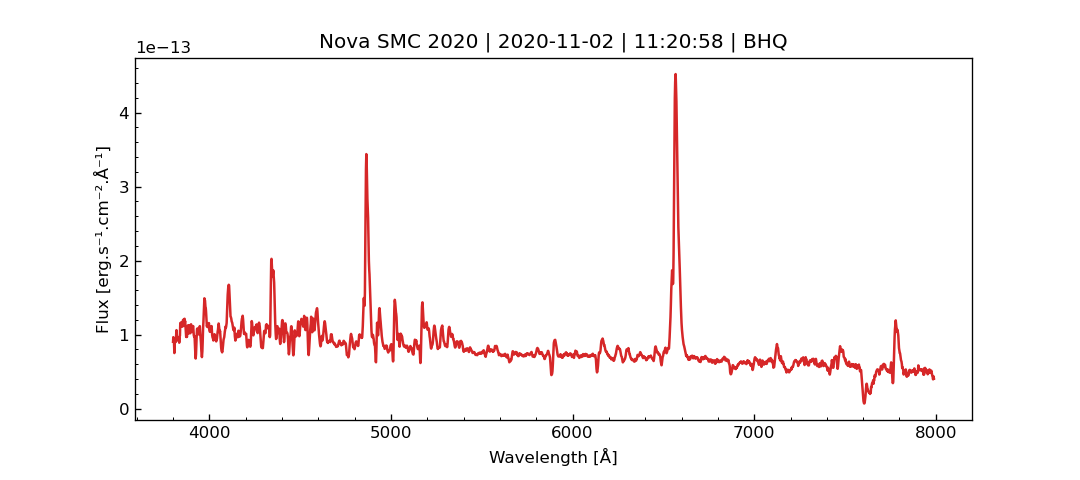 Nova SMC 2020 | 2020-11-02 | 11:20:58 | BHQ
1e−13
4
3
2
1
0
Flux [erg.s⁻¹.cm⁻².Å⁻¹]
4000 5000 6000 7000 8000
Wavelength [Å]